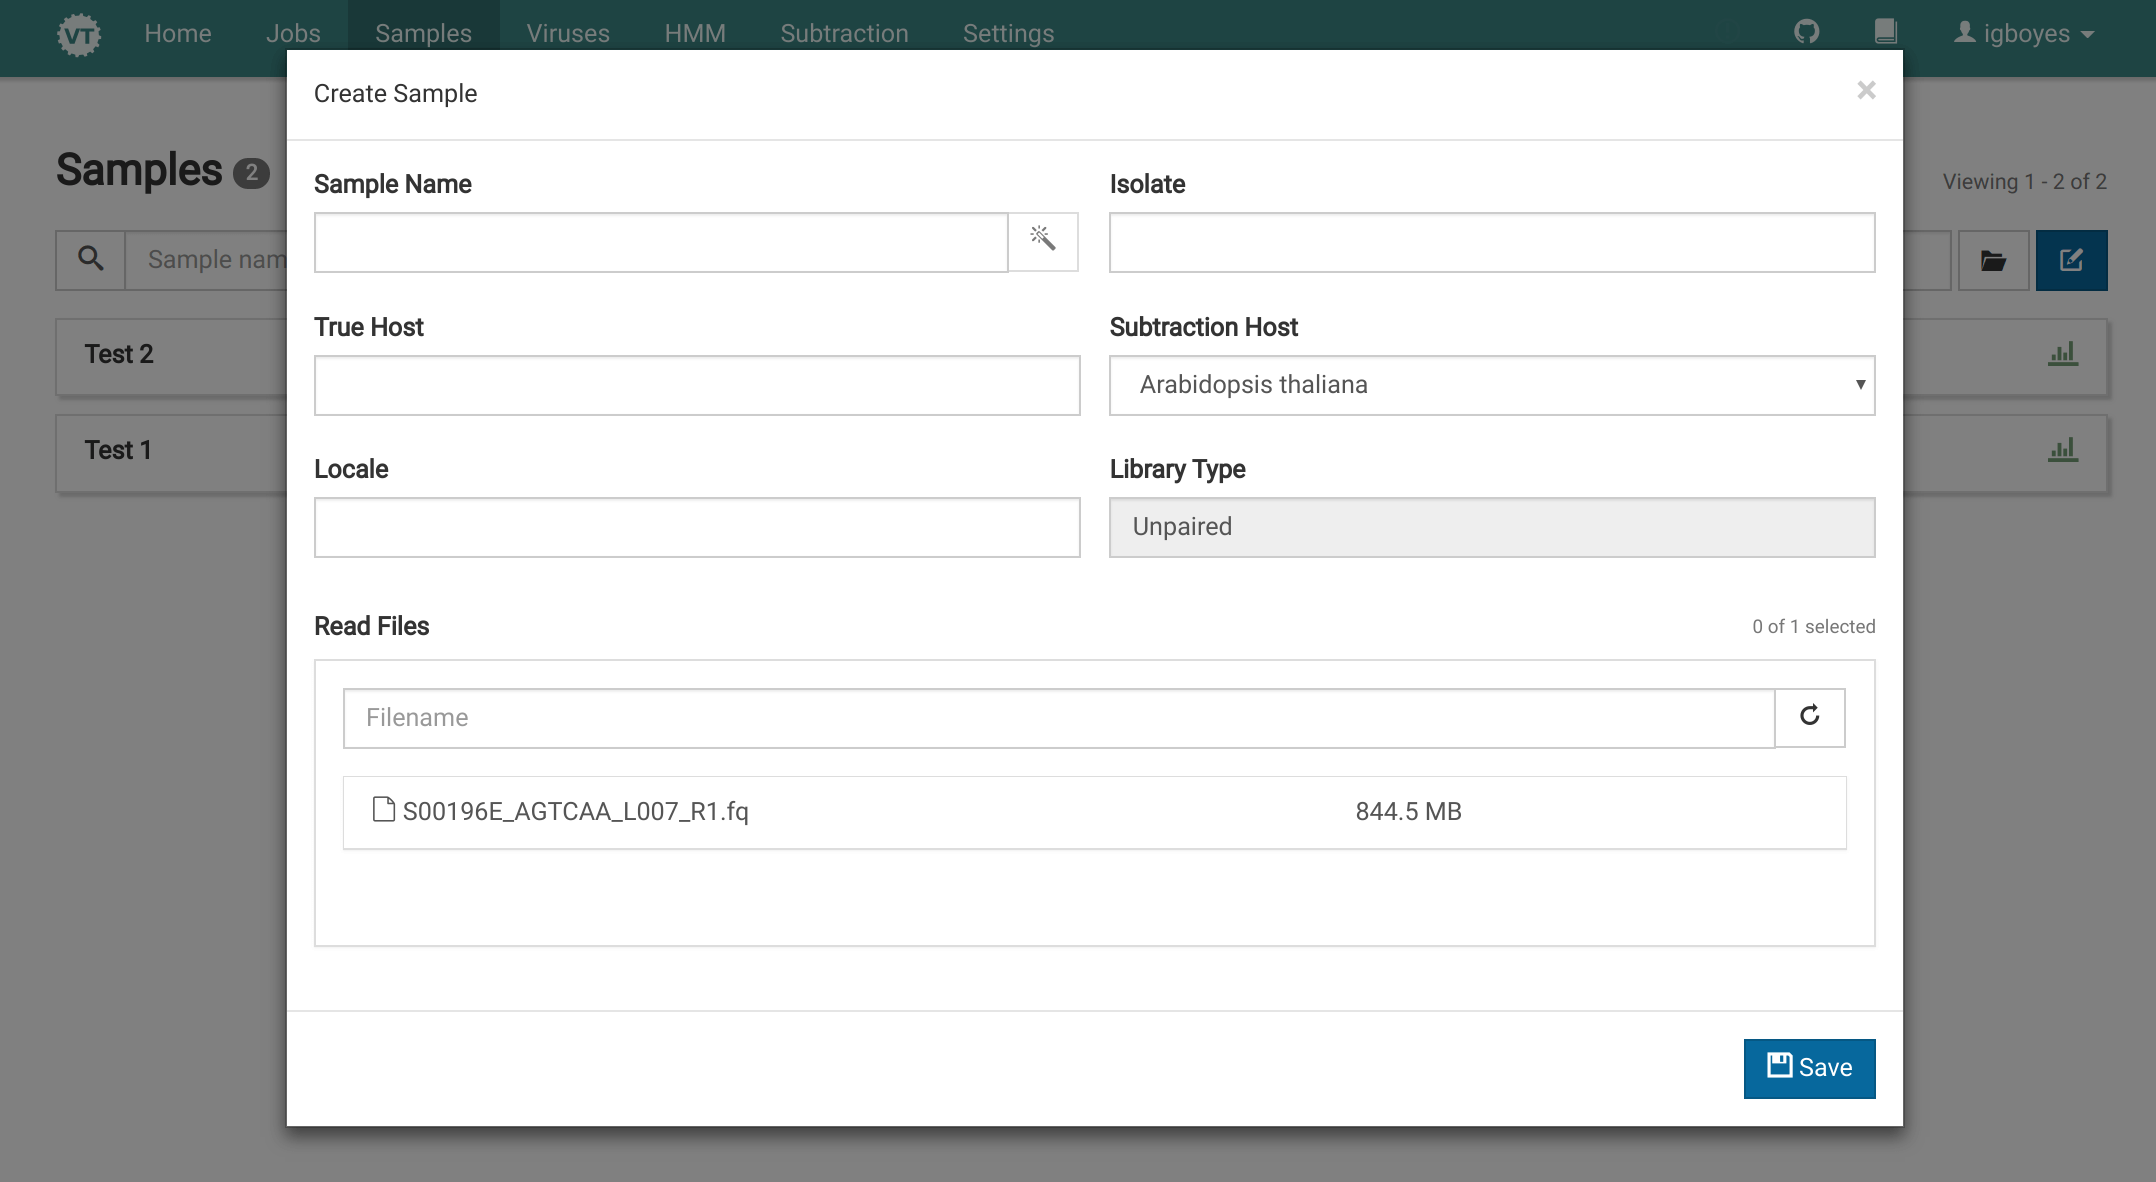 VT Home Jobs Samples Viruses HMM Subtraction Settings igboyes
Create Sample ×
Samples 2
Viewing 1 - 2 of 2
Sample Name
Isolate
Sample nam
True Host
Subtraction Host
Test 2
Arabidopsis thaliana
Test 1
Locale
Library Type
Unpaired
Read Files
0 of 1 selected
Filename
S00196E_AGTCAA_L007_R1.fq 844.5 MB
Save